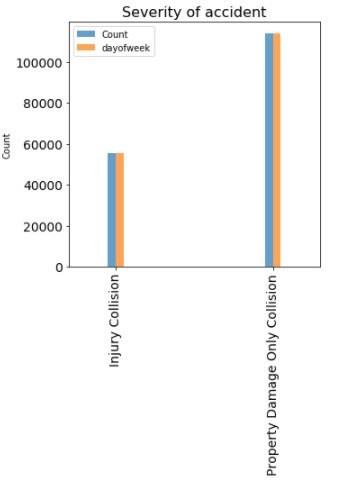 Severity of accident
Count
dayofweek
100000
80000
60000
40000
20000
0
Count
Injury Collision
Property Damage Only Collision